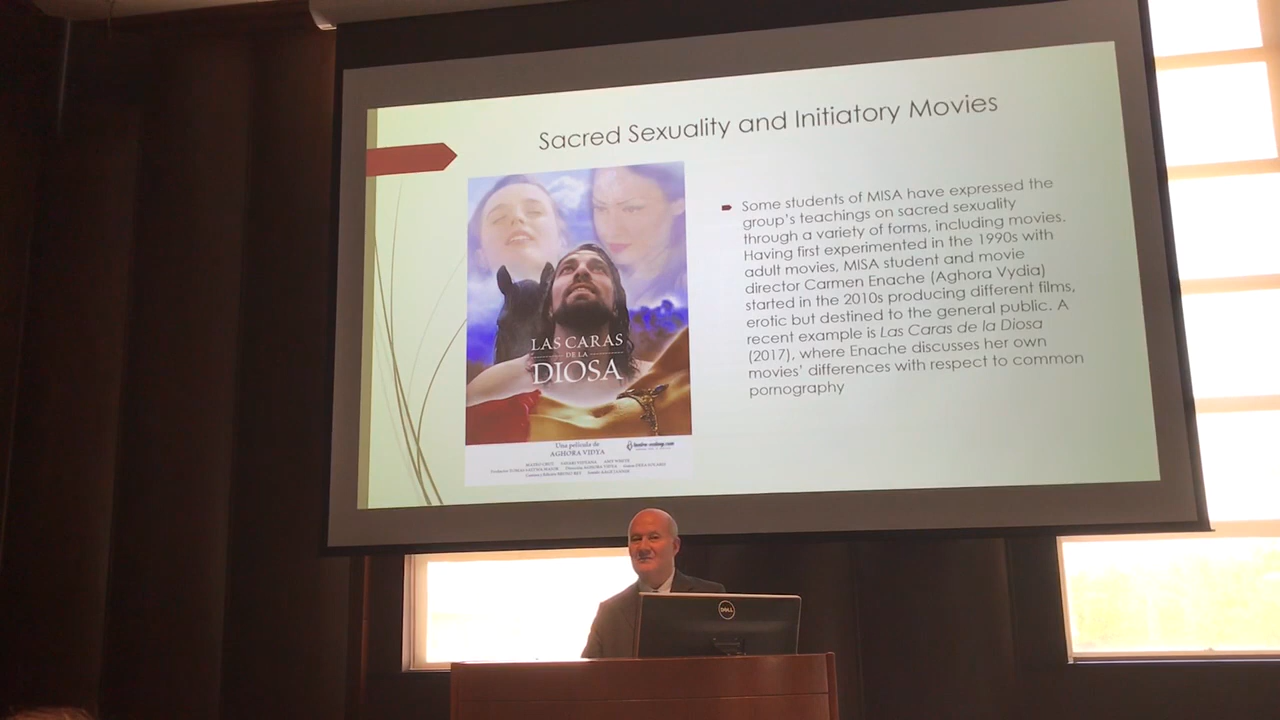 Sacred Sexuality and Initiatory Movies
Some students of MISA have expressed the
group's teachings on sacred sexuality
through a variety of forms, including movies.
Having first experimented in the 1990s with
adult movies, MISA student and movie
director Carmen Enache (Aghora Vydia)
started in the 2010s producing different films,
erotic but destined to the general public. A
recent example is Las Caras de la Diosa
(2017), where Enache discusses her own
movies' differences with respect to common
pornography
LAS CARAS
DE LA
DIOSA
Una película de
AGHORA VIDYA
DELL